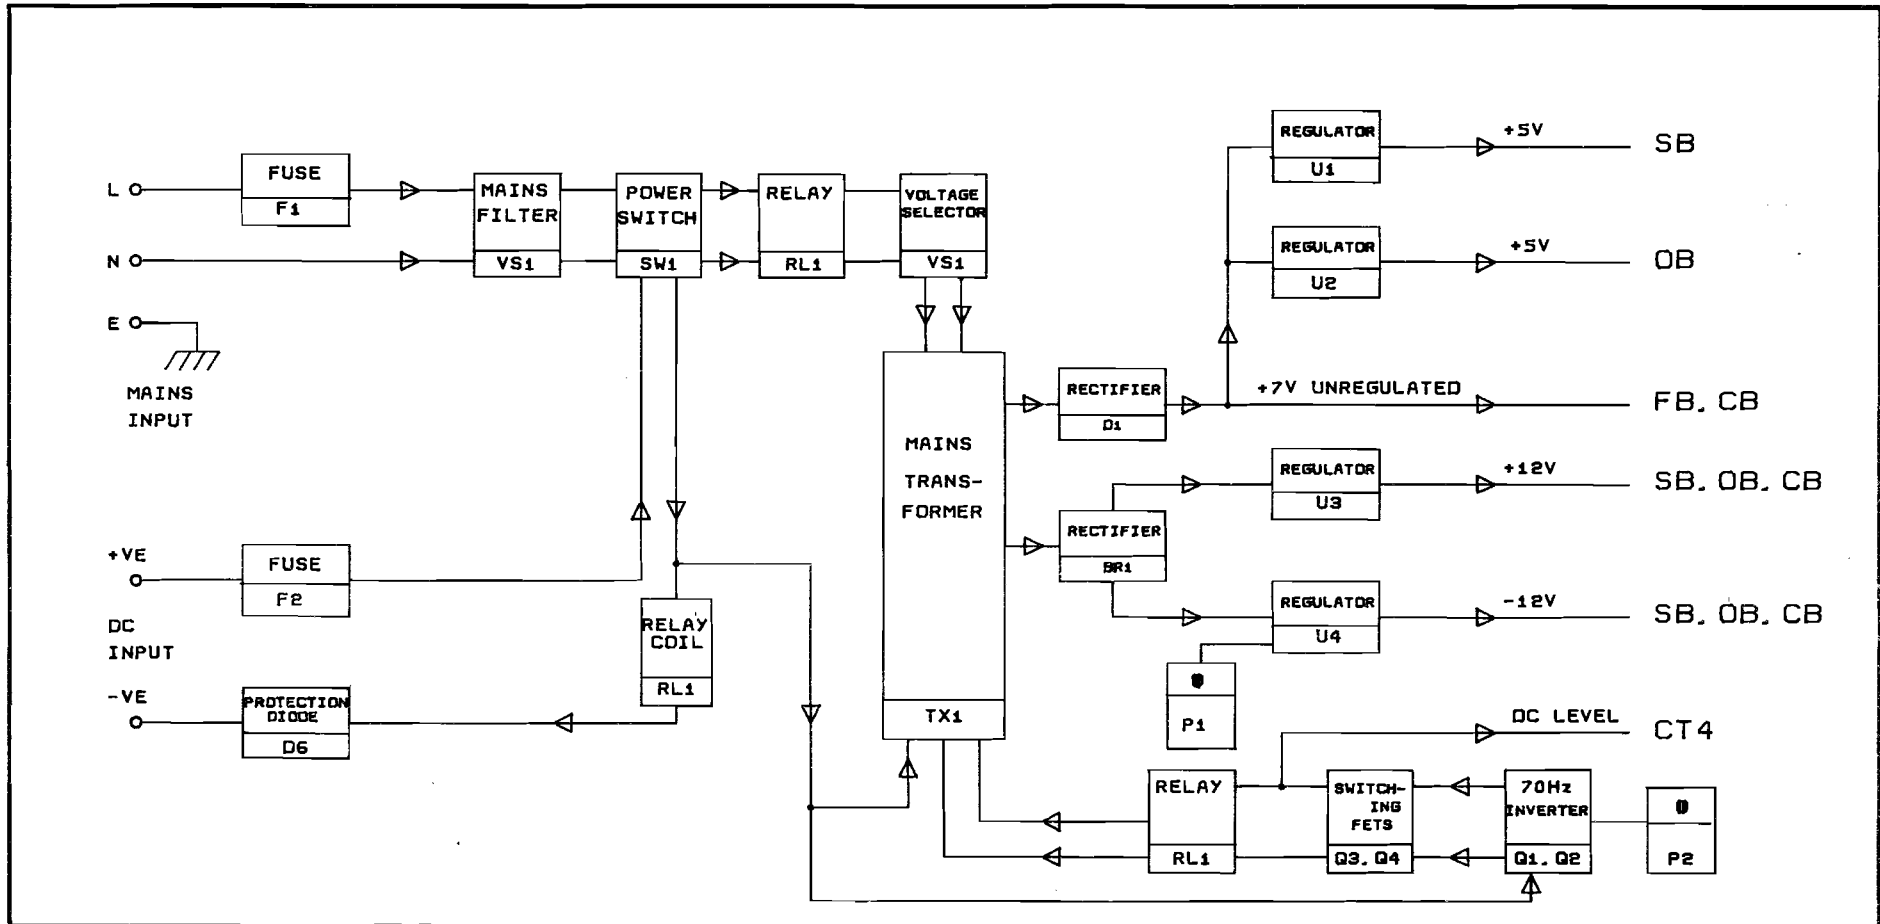 L
FUSE
F1
N
E
MAINS
INPUT
MAINS
FILTER
VS1
POWER
SWITCH
SW1
RELAY
RL1
VOLTAGE
SELECTOR
VS1
REGULATOR
U1
+5V
SB
REGULATOR
U2
+5V
OB
MAINS
TRANS-
FORMER
TX1
RECTIFIER
D1
+7V UNREGULATED
FB. CB
RECTIFIER
BR1
REGULATOR
U3
+12V
SB. OB. CB
REGULATOR
U4
-12V
SB. OB. CB
P1
+VE
FUSE
F2
DC
INPUT
-VE
PROTECTION
DIODE
D6
RELAY
COIL
RL1
DC LEVEL
CT4
RELAY
RL1
SWITCH-
ING
FETS
Q3. Q4
70Hz
INVERTER
Q1. Q2
P2